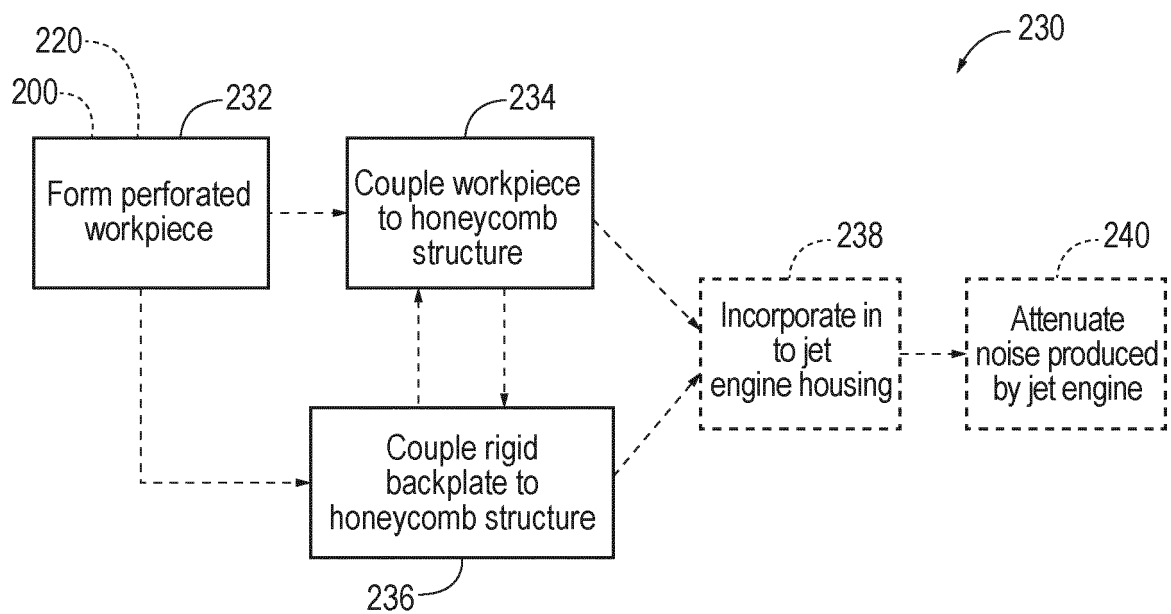 230
220
200
232
234
Form perforated
workpiece
Couple workpiece
to honeycomb
structure
238
240
Incorporate in
to jet
engine housing
Attenuate
noise produced
by jet engine
Couple rigid
backplate to
honeycomb structure
236